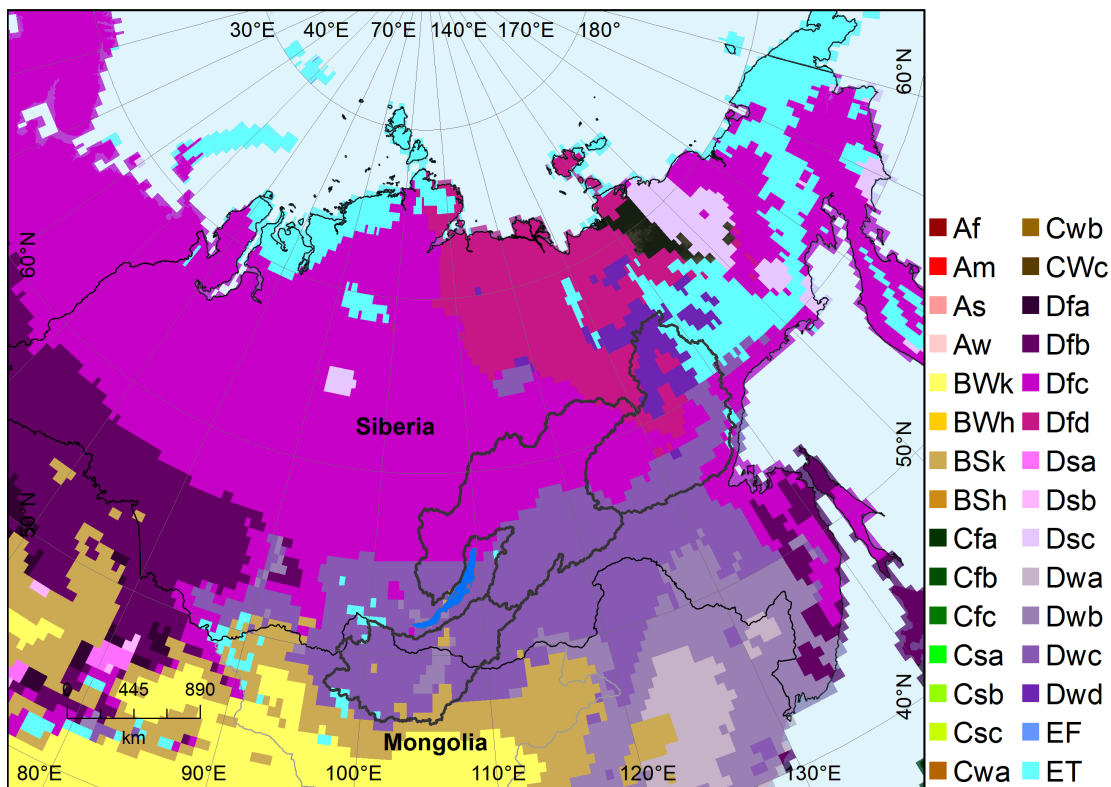 30°E 40°E 70°E 140°E 170°E 180°
60°N
60°N
50°N
50°N
40°N
Siberia
Mongolia
0 445 890
km
80°E 90°E 100°E 110°E 120°E 130°E
Af
Am
As
Aw
BWk
BWh
BSk
BSh
Cfa
Cfb
Cfc
Csa
Csb
Csc
Cwa
Cwb
CWc
Dfa
Dfb
Dfc
Dfd
Dsa
Dsb
Dsc
Dwa
Dwb
Dwc
Dwd
EF
ET